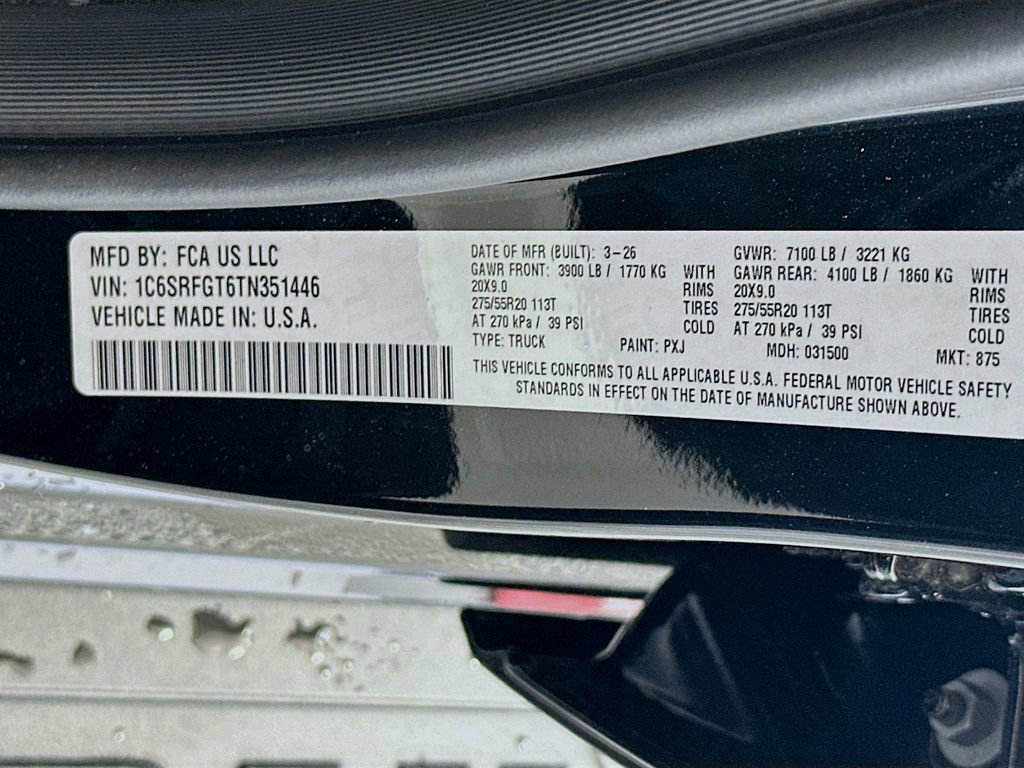 MFD BY: FCA US LLC
VIN: 1C6SRFGT6TN351446
VEHICLE MADE IN: U.S.A.
DATE OF MFR (BUILT): 3-26
GAWR FRONT: 3900 LB / 1770 KG WITH
20X9.0 RIMS
275/55R20 113T TIRES
AT 270 kPa / 39 PSI COLD
TYPE: TRUCK PAINT: PXJ
GVWR: 7100 LB / 3221 KG
GAWR REAR: 4100 LB / 1860 KG WITH
20X9.0 RIMS
275/55R20 113T TIRES
AT 270 kPa / 39 PSI COLD
MDH: 031500 MKT: 875
THIS VEHICLE CONFORMS TO ALL APPLICABLE U.S.A. FEDERAL MOTOR VEHICLE SAFETY
STANDARDS IN EFFECT ON THE DATE OF MANUFACTURE SHOWN ABOVE.